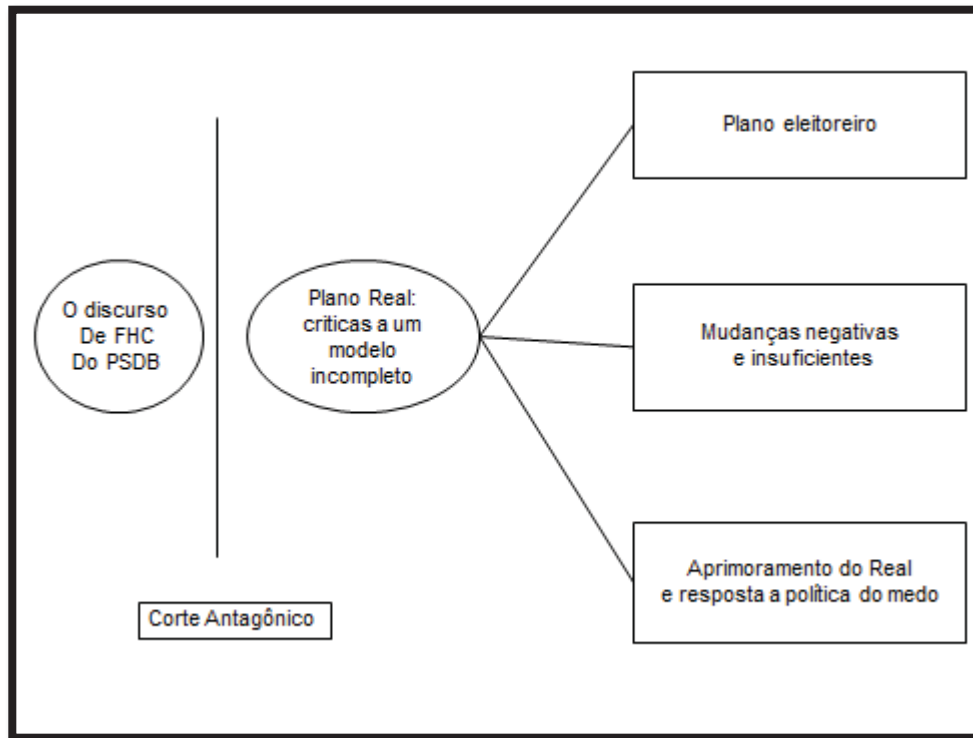 Plano eleitoreiro
O discurso
De FHC
Do PSDB
Plano Real:
criticas a um
modelo
incompleto
Mudanças negativas
e insuficientes
Aprimoramento do Real
e resposta a política do medo
Corte Antagônico